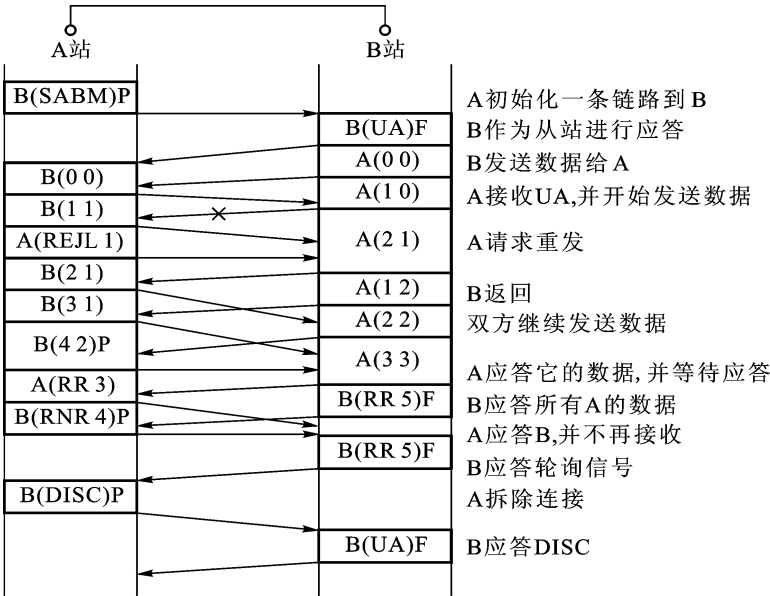 A站
B站
B(SABM)P
A初始化一条链路到 B
B(UA)F
B作为从站进行应答
A(0 0)
B发送数据给A
B(0 0)
A(1 0)
A接收UA,并开始发送数据
B(1 1)
A(REJL 1)
A(2 1)
A请求重发
B(2 1)
A(1 2)
B返回
B(3 1)
A(2 2)
双方继续发送数据
B(4 2)P
A(3 3)
A应答它的数据,并等待应答
A(RR 3)
B(RR 5)F
B应答所有A的数据
B(RNR 4)P
A应答B,并不再接收
B(RR 5)F
B应答轮询信号
B(DISC)P
A拆除连接
B(UA)F
B应答DISC